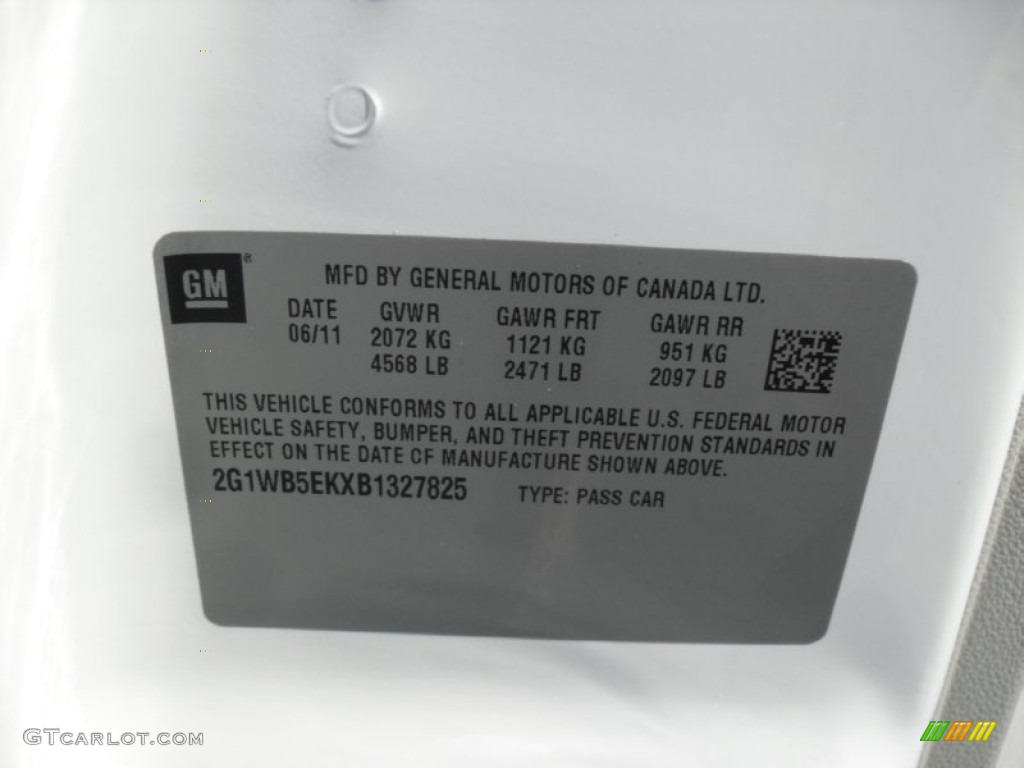 GM®
MFD BY GENERAL MOTORS OF CANADA LTD.
DATE GVWR GAWR FRT GAWR RR
06/11 2072 KG 1121 KG 951 KG
4568 LB 2471 LB 2097 LB
THIS VEHICLE CONFORMS TO ALL APPLICABLE U.S. FEDERAL MOTOR
VEHICLE SAFETY, BUMPER, AND THEFT PREVENTION STANDARDS IN
EFFECT ON THE DATE OF MANUFACTURE SHOWN ABOVE.
2G1WB5EKXB1327825 TYPE: PASS CAR
GTCARLOT.COM